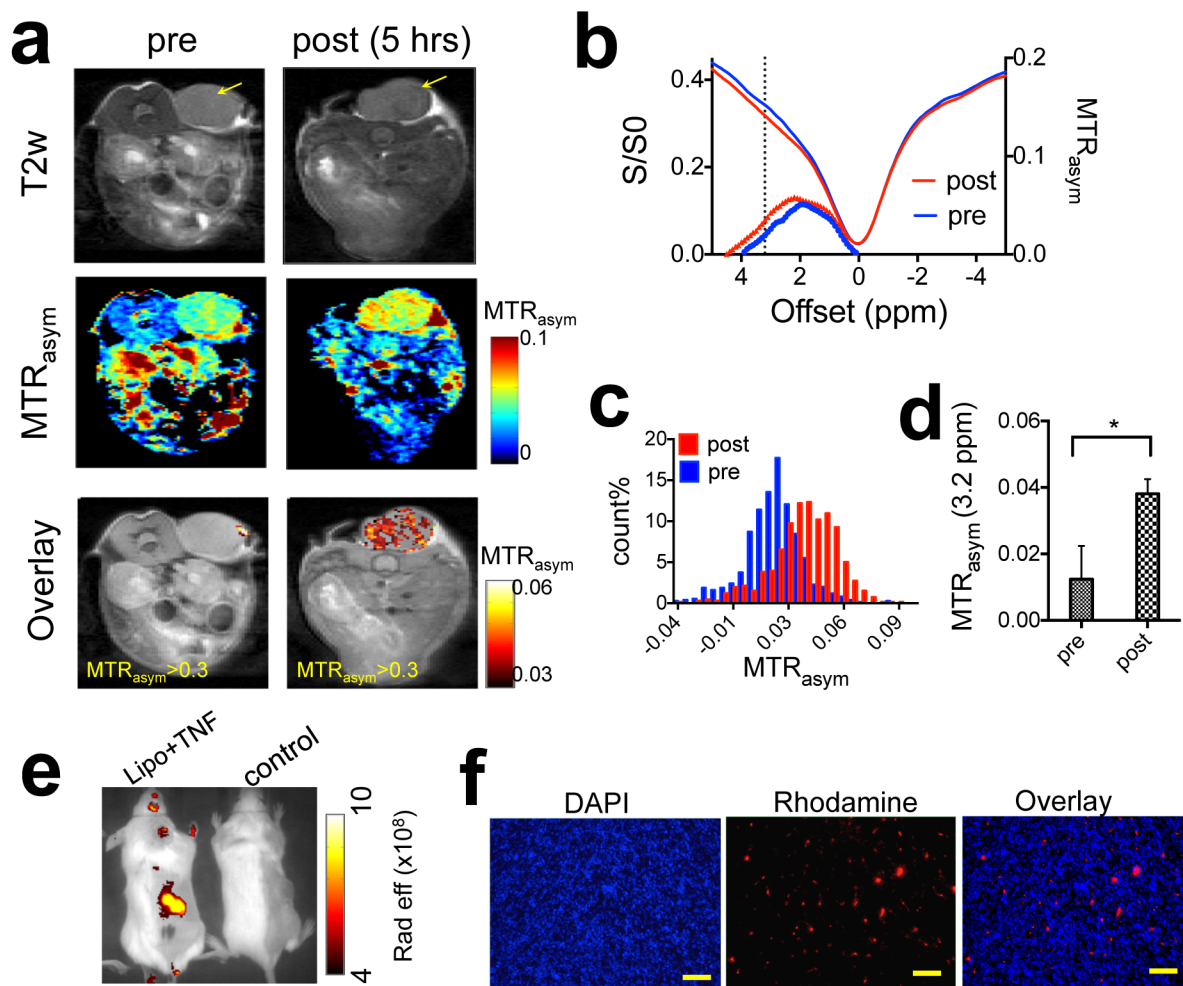 a
pre
post (5 hrs)
T2w
MTRasym
MTRasym
0.1
0
Overlay
MTRasym>0.3
MTRasym>0.3
MTRasym
0.06
0.03
b
S/S0
0.4
0.2
0.0
4
2
0
-2
-4
Offset (ppm)
0.2
0.1
0.0
MTRasym
post
pre
c
count%
20
15
10
5
0
post
pre
-0.04
-0.01
0.03
0.06
0.09
MTRasym
d
MTRasym(3.2 ppm)
0.06
0.04
0.02
0.00
*
pre
post
e
Lipo+TNF
control
10
4
Rad eff (x10⁸)
f
DAPI
Rhodamine
Overlay